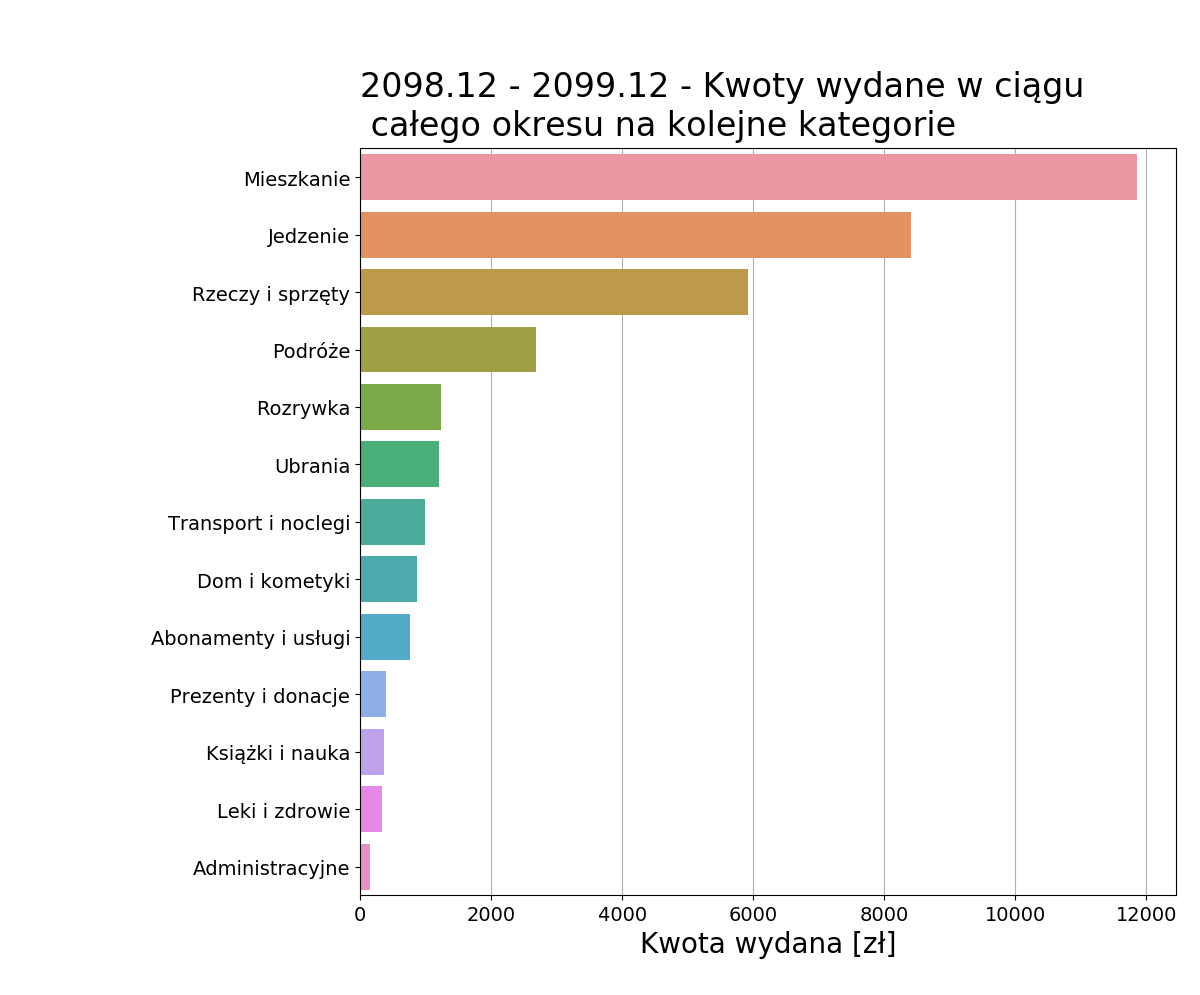 2098.12 - 2099.12 - Kwoty wydane w ciągu
całego okresu na kolejne kategorie
Mieszkanie
Jedzenie
Rzeczy i sprzęty
Podróże
Rozrywka
Ubrania
Transport i noclegi
Dom i kometyki
Abonamenty i usługi
Prezenty i donacje
Książki i nauka
Leki i zdrowie
Administracyjne
0 2000 4000 6000 8000 10000 12000
Kwota wydana [zł]